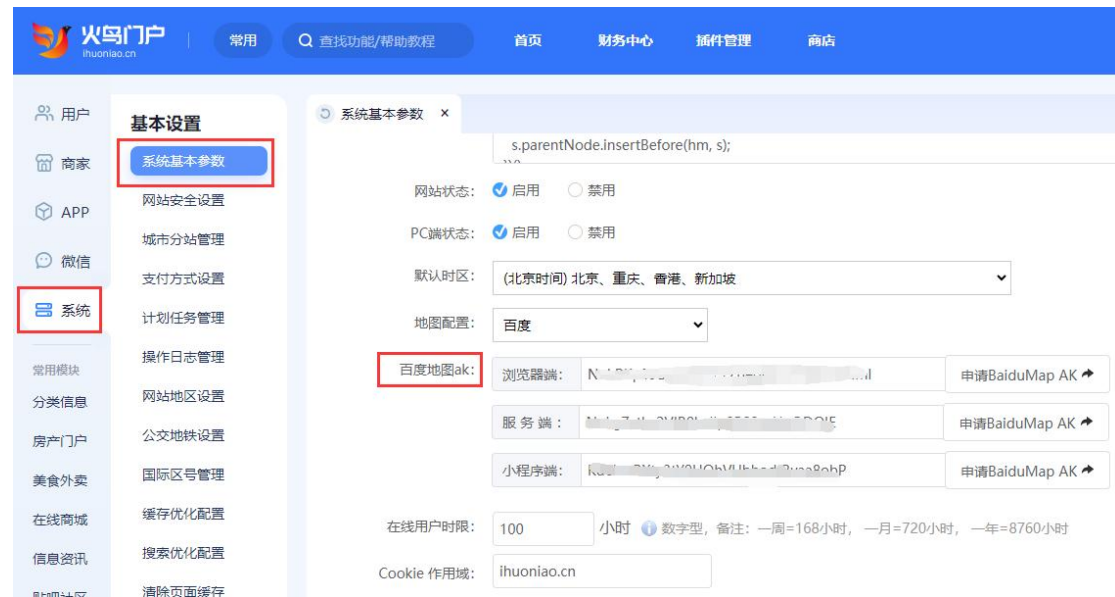 火鸟门户
ihuoniao.cn
常用
查找功能/帮助教程
首页
财务中心
插件管理
商店
用户
商家
APP
微信
系统
常用模块
分类信息
房产门户
美食外卖
在线商城
信息资讯
基本设置
系统基本参数
网站安全设置
城市分站管理
支付方式设置
计划任务管理
操作日志管理
网站地区设置
公交地铁设置
国际区号管理
缓存优化配置
搜索优化配置
清除页面缓存
系统基本参数 ×
s.parentNode.insertBefore(hm, s);
网站状态: 启用 禁用
PC端状态: 启用 禁用
默认时区: (北京时间) 北京、重庆、香港、新加坡
地图配置: 百度
百度地图ak: 浏览器端: 申请BaiduMap AK
服务端: 申请BaiduMap AK
小程序端: 申请BaiduMap AK
在线用户时限: 100 小时 数字型，备注：一周=168小时，一月=720小时，一年=8760小时
Cookie 作用域: ihuoniao.cn